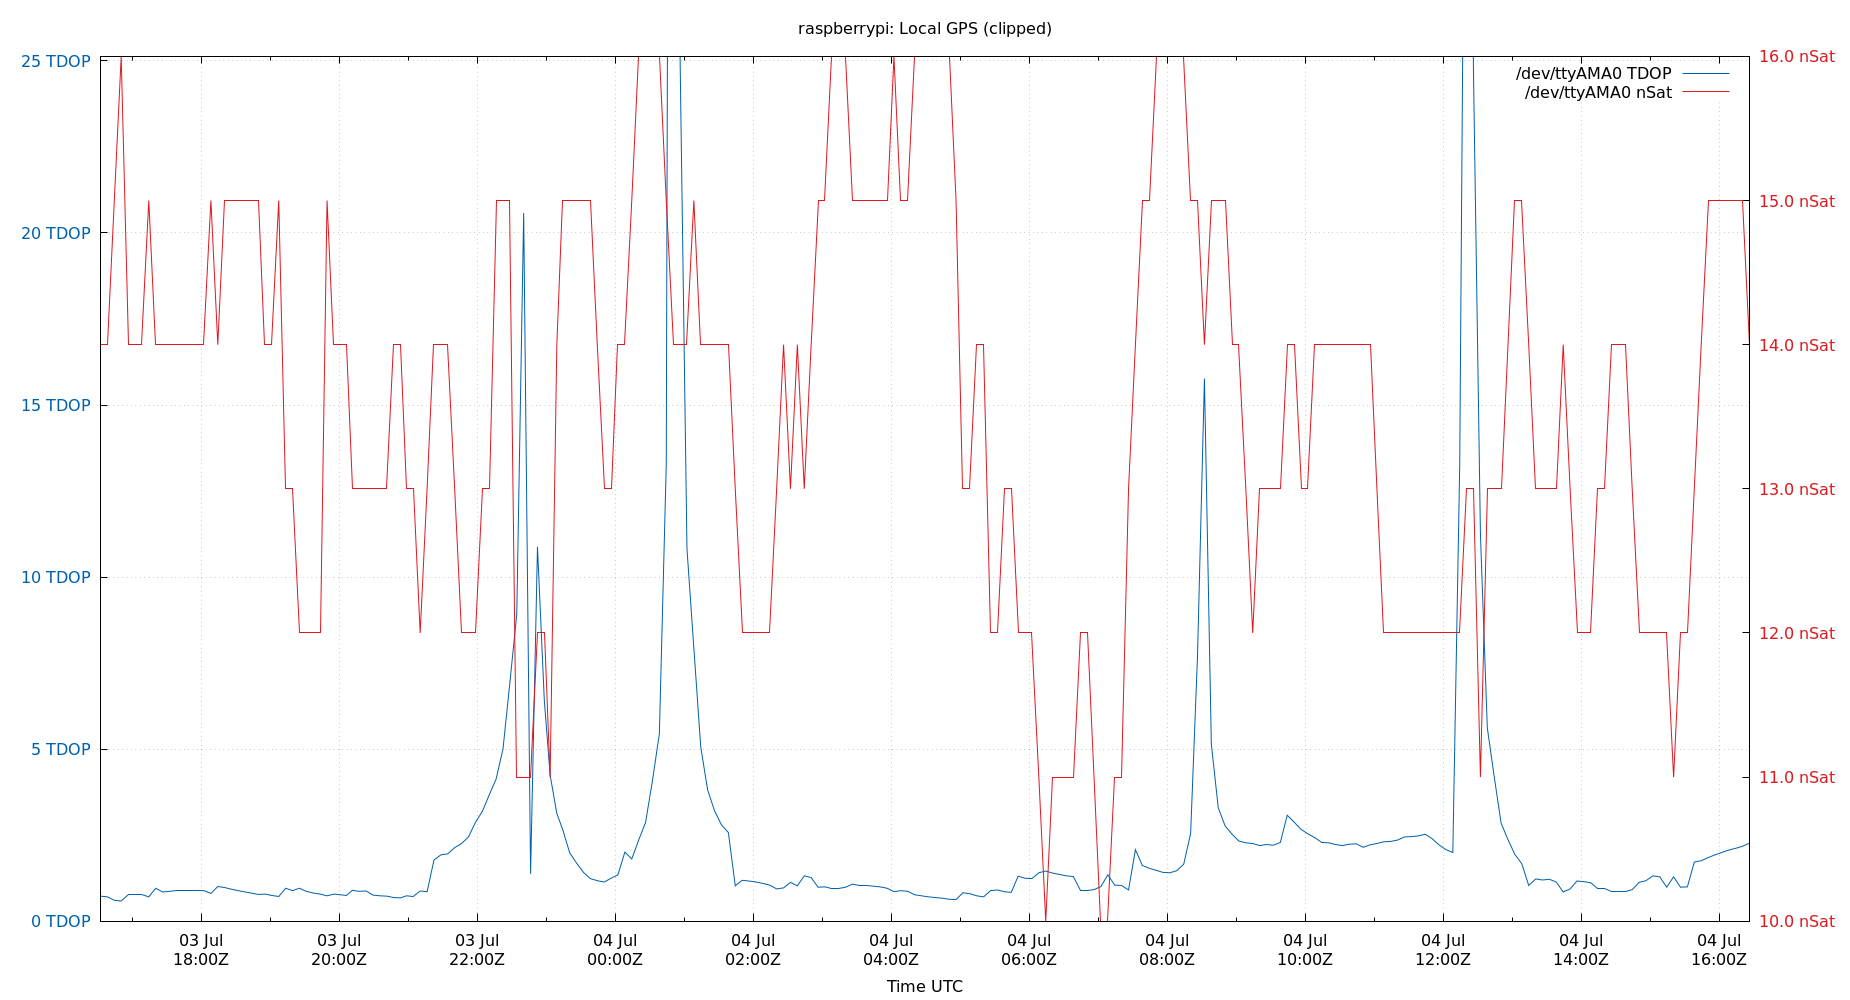 raspberrypi: Local GPS (clipped)
25 TDOP
20 TDOP
15 TDOP
10 TDOP
5 TDOP
0 TDOP
/dev/ttyAMA0 TDOP
/dev/ttyAMA0 nSat
16.0 nSat
15.0 nSat
14.0 nSat
13.0 nSat
12.0 nSat
11.0 nSat
10.0 nSat
03 Jul 03 Jul 03 Jul 04 Jul 04 Jul 04 Jul 04 Jul 04 Jul 04 Jul 04 Jul 04 Jul 04 Jul
18:00Z 20:00Z 22:00Z 00:00Z 02:00Z 04:00Z 06:00Z 08:00Z 10:00Z 12:00Z 14:00Z 16:00Z
Time UTC